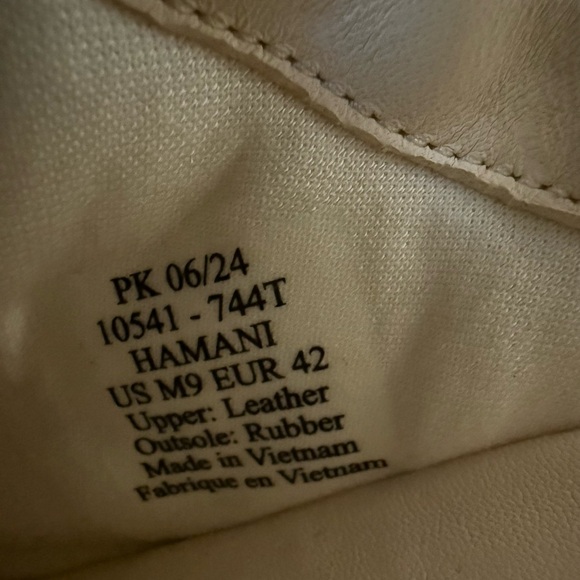 PK 06/24
10541 - 744T
HAMANI
US M9 EUR 42
Upper: Leather
Outsole: Rubber
Made in Vietnam
Fabrique en Vietnam